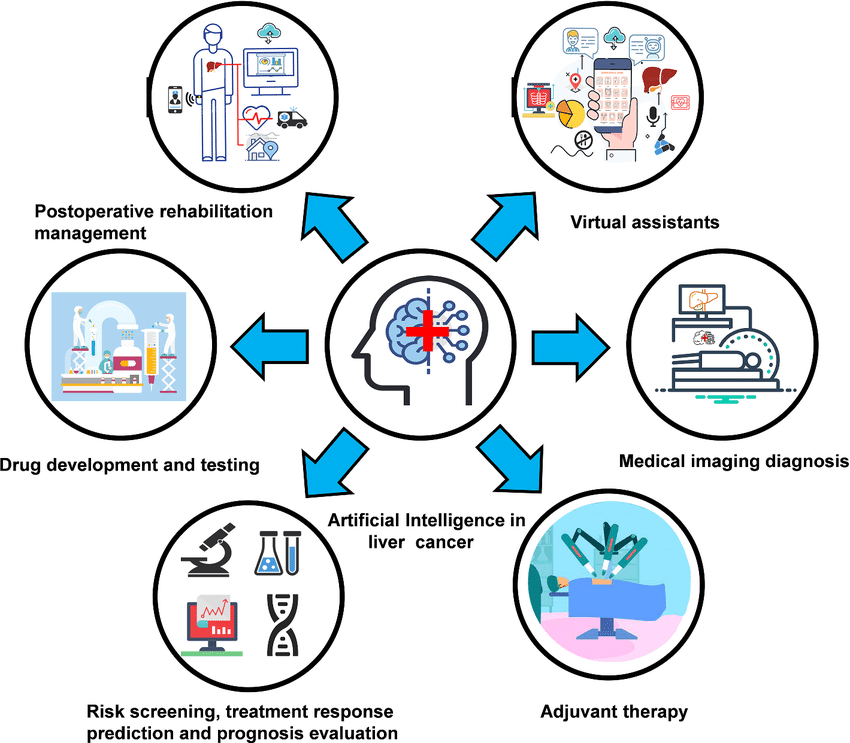 Postoperative rehabilitation
management
Virtual assistants
Drug development and testing
Medical imaging diagnosis
Artificial Intelligence in
liver cancer
Risk screening, treatment response
prediction and prognosis evaluation
Adjuvant therapy